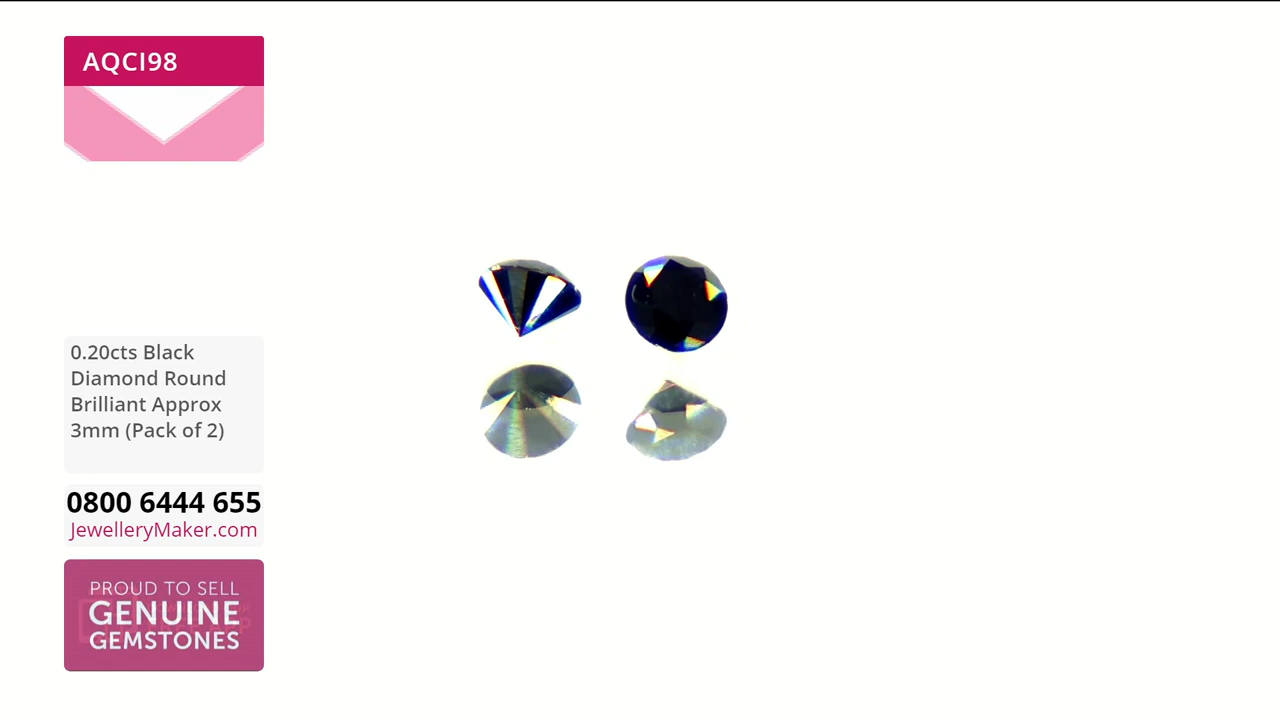 AQCI98
0.20cts Black
Diamond Round
Brilliant Approx
3mm (Pack of 2)
0800 6444 655
JewelleryMaker.com
PROUD TO SELL
GENUINE
GEMSTONES